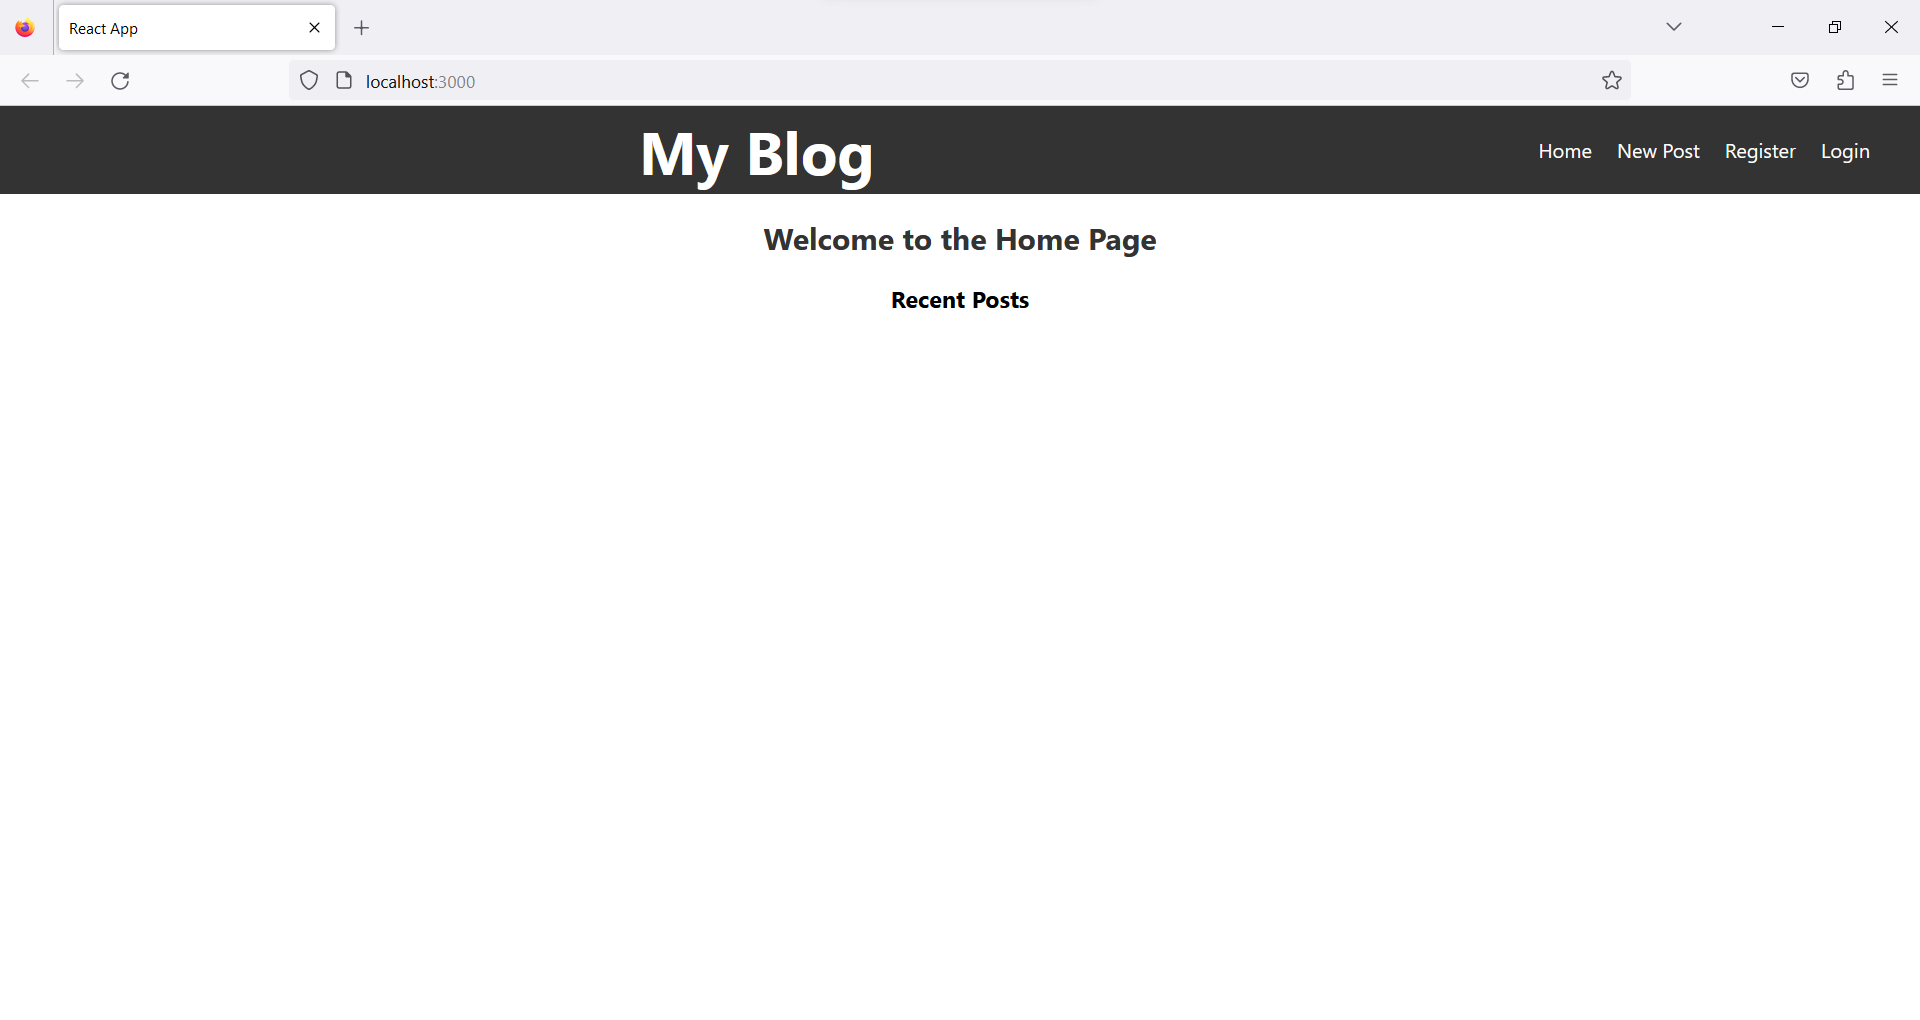 React App
localhost:3000
My Blog
Home New Post Register Login
Welcome to the Home Page
Recent Posts